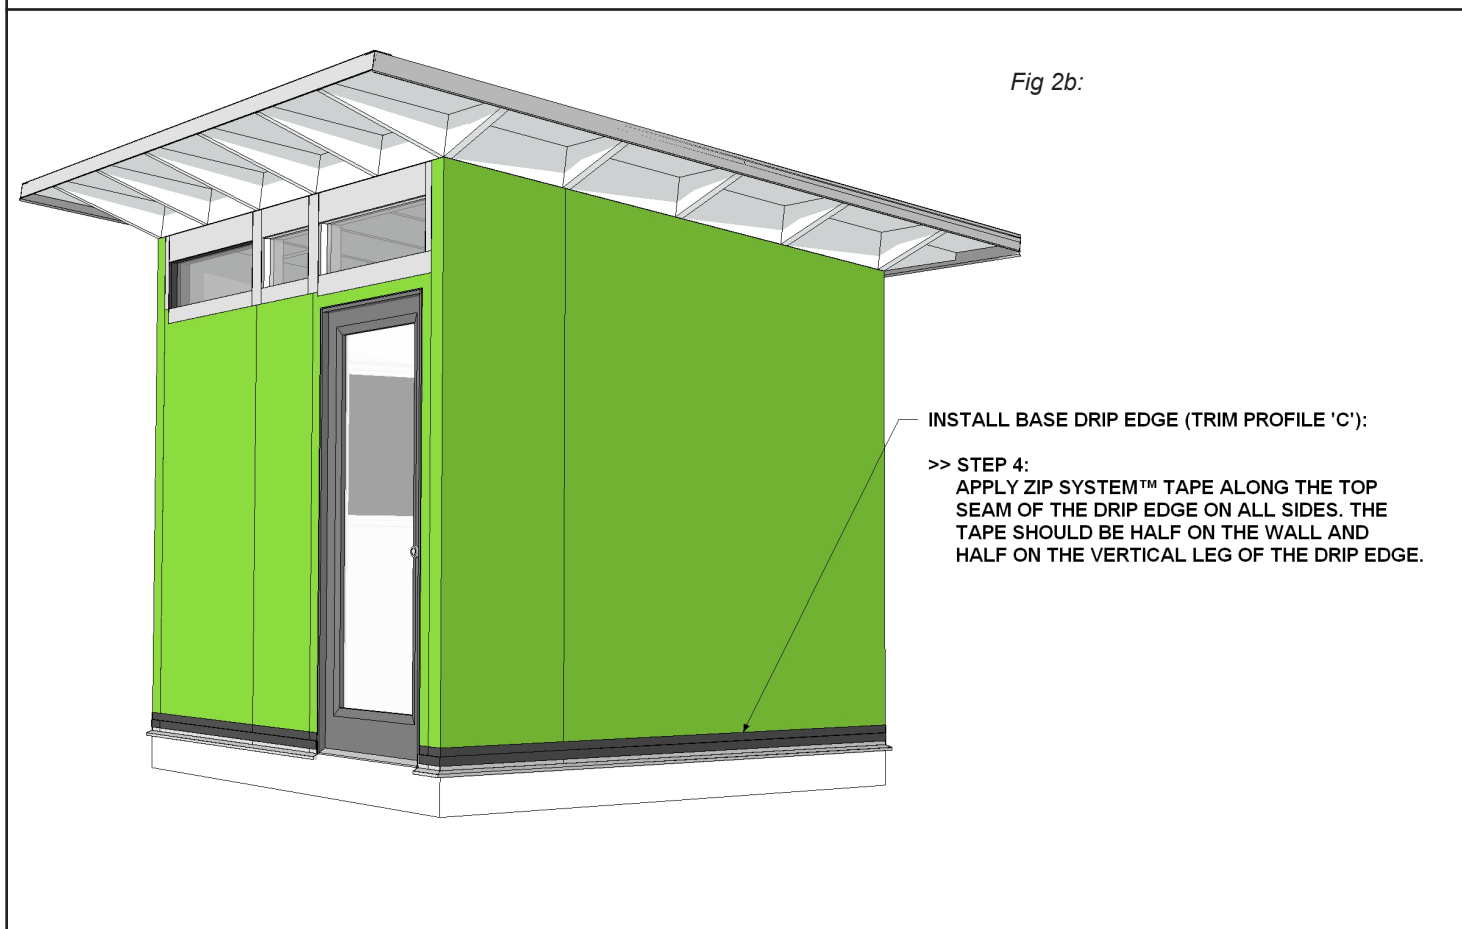 Fig 2b:
INSTALL BASE DRIP EDGE (TRIM PROFILE 'C'):
>> STEP 4:
APPLY ZIP SYSTEM™ TAPE ALONG THE TOP
SEAM OF THE DRIP EDGE ON ALL SIDES. THE
TAPE SHOULD BE HALF ON THE WALL AND
HALF ON THE VERTICAL LEG OF THE DRIP EDGE.